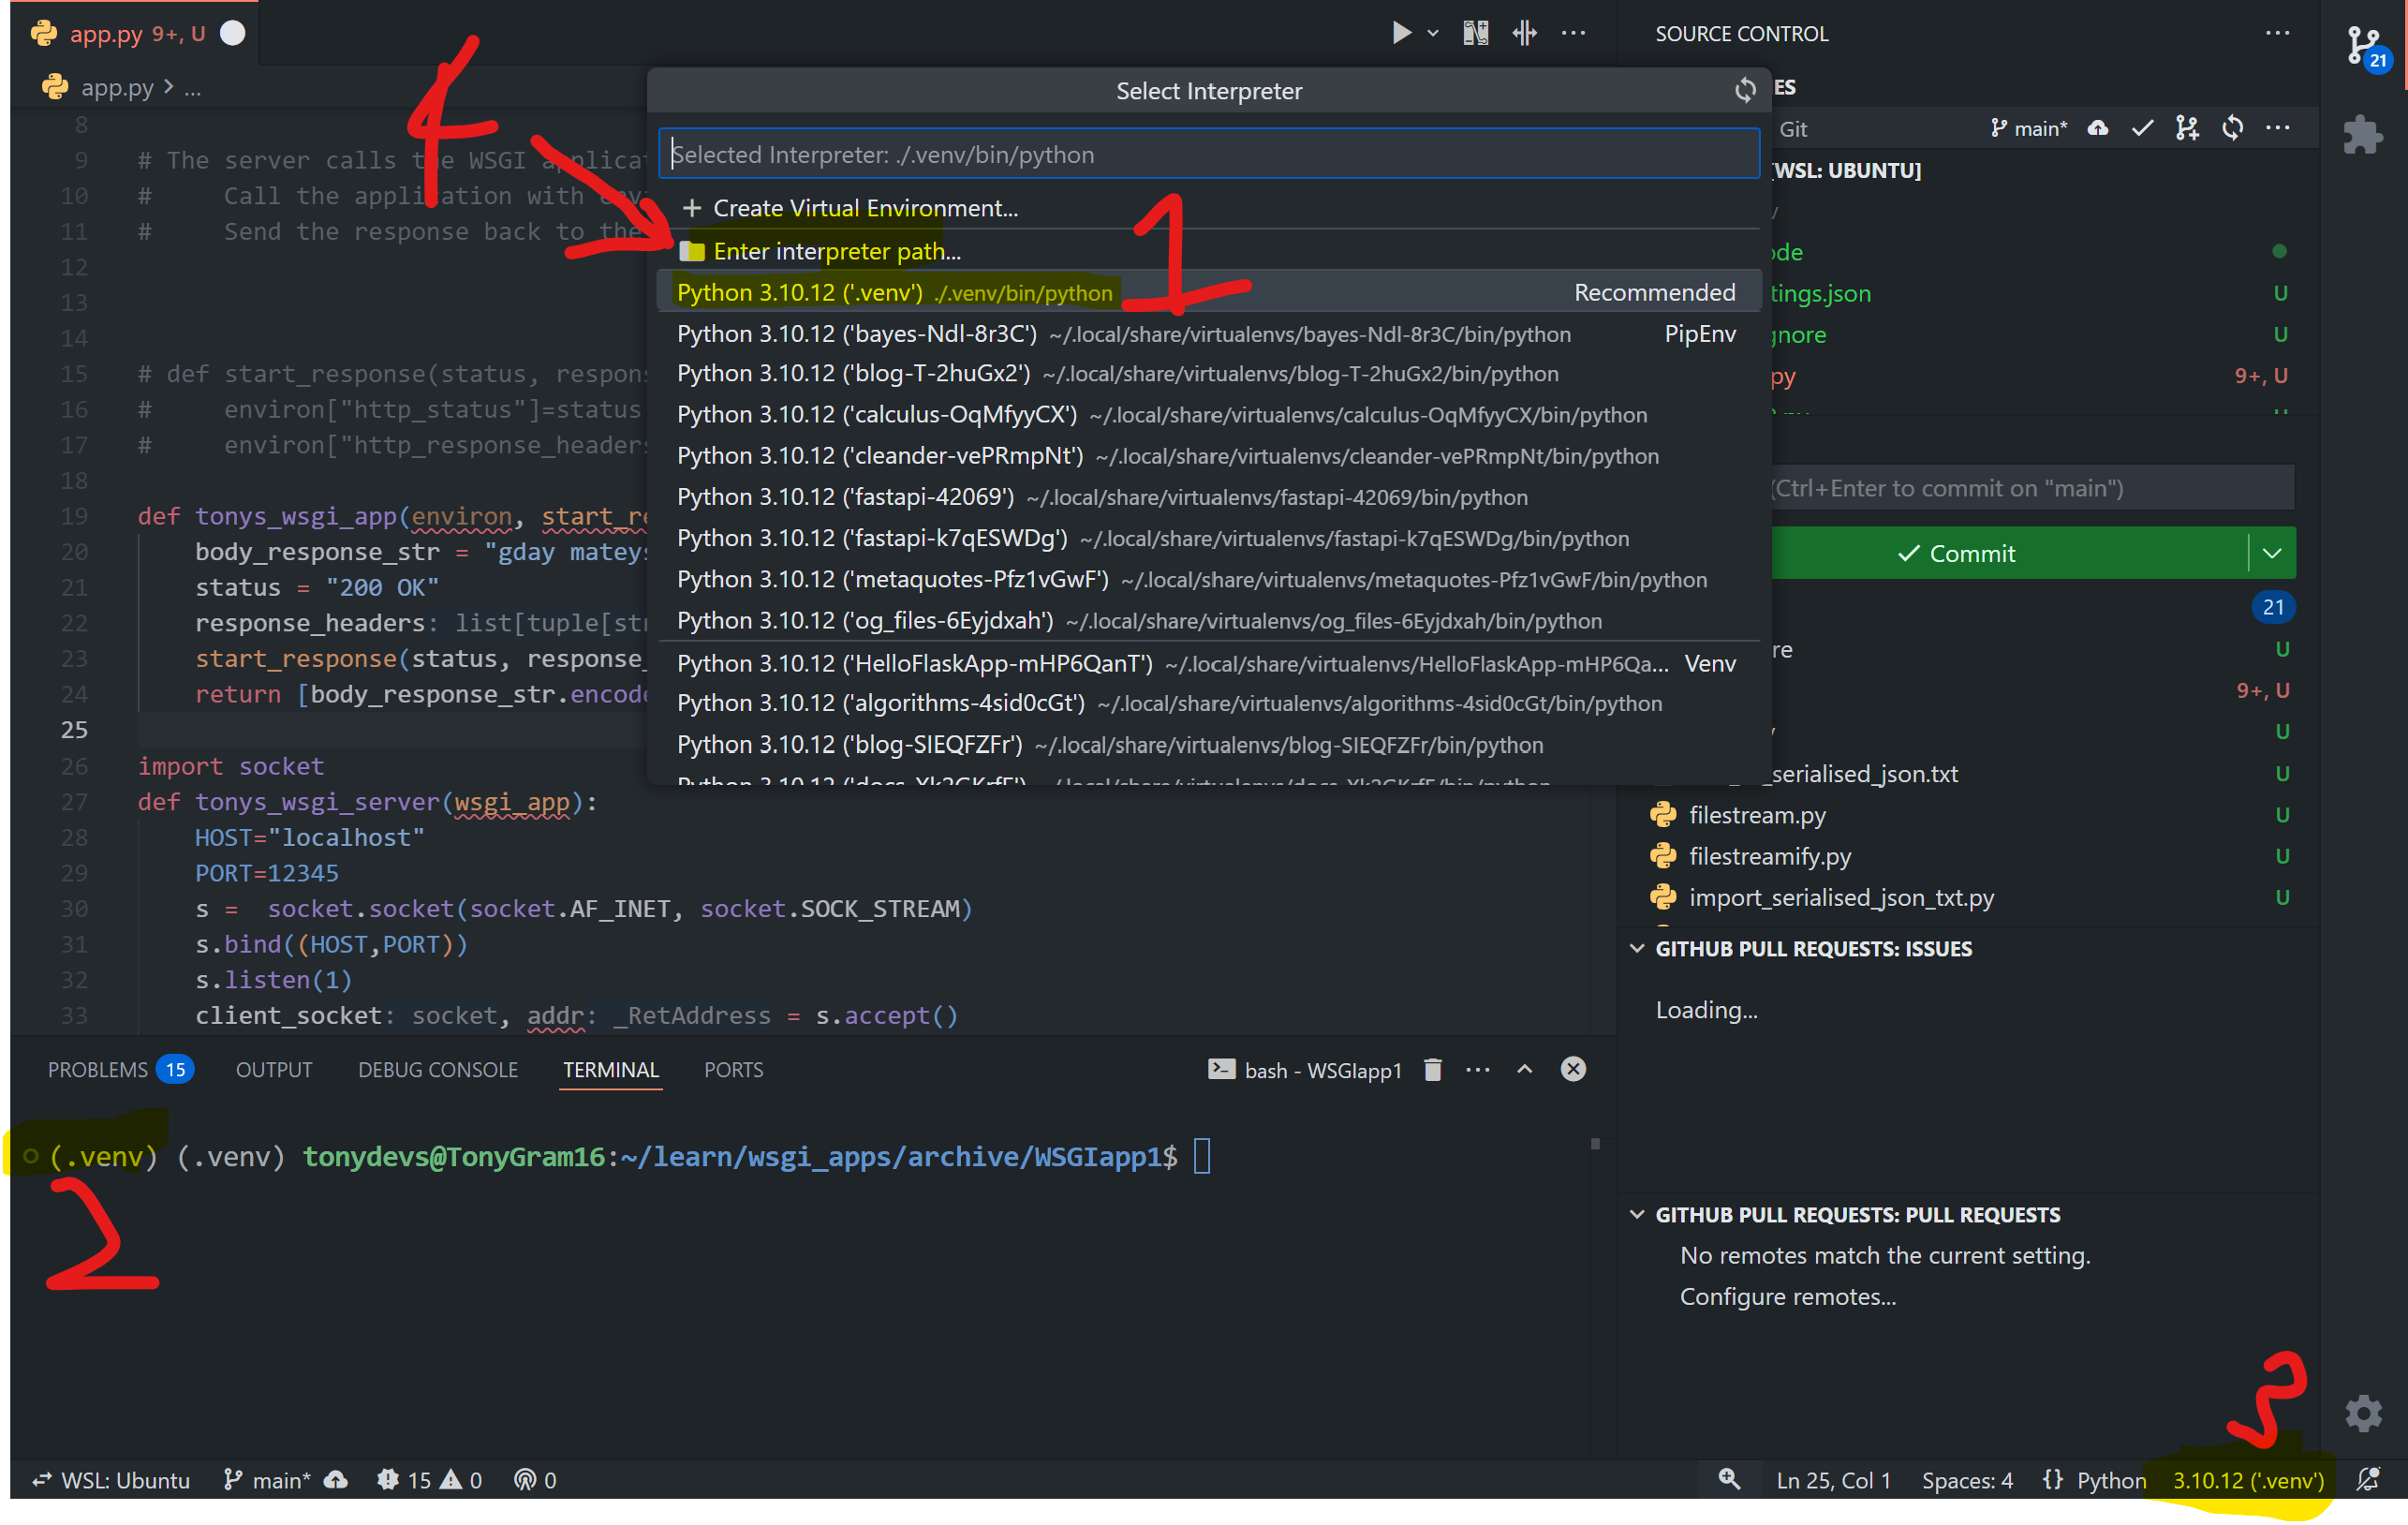 app.py 9+, U
SOURCE CONTROL
21
app.py > ...
Select Interpreter
ES
Selected Interpreter: ./.venv/bin/python
Git
main*
4
[WSL: UBUNTU]
8
9 # The server calls the WSGI applicat
10 # Call the application with envi
11 # Send the response back to the
12
13
14
15 # def start_response(status, respons
16 # environ["http_status"]=status
17 # environ["http_response_headers
18
19 def tonys_wsgi_app(environ, start_re
20 body_response_str = "gday mateys
21 status = "200 OK"
22 response_headers: list[tuple[str
23 start_response(status, response_
24 return [body_response_str.encode
25
26 import socket
27 def tonys_wsgi_server(wsgi_app):
28 HOST="localhost"
29 PORT=12345
30 s = socket.socket(socket.AF_INET, socket.SOCK_STREAM)
31 s.bind((HOST,PORT))
32 s.listen(1)
33 client_socket: socket, addr: _RetAddress = s.accept()
+ Create Virtual Environment...
Enter interpreter path...
1
Python 3.10.12 ('.venv') ./.venv/bin/python Recommended
Python 3.10.12 ('bayes-Ndl-8r3C') ~/.local/share/virtualenvs/bayes-Ndl-8r3C/bin/python PipEnv
Python 3.10.12 ('blog-T-2huGx2') ~/.local/share/virtualenvs/blog-T-2huGx2/bin/python
Python 3.10.12 ('calculus-OqMfyyCX') ~/.local/share/virtualenvs/calculus-OqMfyyCX/bin/python
Python 3.10.12 ('cleander-vePRmpNt') ~/.local/share/virtualenvs/cleander-vePRmpNt/bin/python
Python 3.10.12 ('fastapi-42069') ~/.local/share/virtualenvs/fastapi-42069/bin/python
Python 3.10.12 ('fastapi-k7qESWDg') ~/.local/share/virtualenvs/fastapi-k7qESWDg/bin/python
Python 3.10.12 ('metaquotes-Pfz1vGwF') ~/.local/share/virtualenvs/metaquotes-Pfz1vGwF/bin/python
Python 3.10.12 ('og_files-6Eyjdxah') ~/.local/share/virtualenvs/og_files-6Eyjdxah/bin/python
Python 3.10.12 ('HelloFlaskApp-mHP6QanT') ~/.local/share/virtualenvs/HelloFlaskApp-mHP6Qa... Venv
Python 3.10.12 ('algorithms-4sid0cGt') ~/.local/share/virtualenvs/algorithms-4sid0cGt/bin/python
Python 3.10.12 ('blog-SIEQFZFr') ~/.local/share/virtualenvs/blog-SIEQFZFr/bin/python
ode
tings.json U
gnore U
py 9+, U
(Ctrl+Enter to commit on "main")
Commit
21
re U
9+, U
U
serialised_json.txt U
filestream.py U
filestreamify.py U
import_serialised_json_txt.py U
GITHUB PULL REQUESTS: ISSUES
Loading...
GITHUB PULL REQUESTS: PULL REQUESTS
No remotes match the current setting.
Configure remotes...
PROBLEMS 15 OUTPUT DEBUG CONSOLE TERMINAL PORTS
bash - WSGIapp1
(.venv) (.venv) tonydevs@TonyGram16:~/learn/wsgi_apps/archive/WSGIapp1$
2
3
WSL: Ubuntu main* 15 0 0
Ln 25, Col 1 Spaces: 4 {} Python 3.10.12 ('.venv')